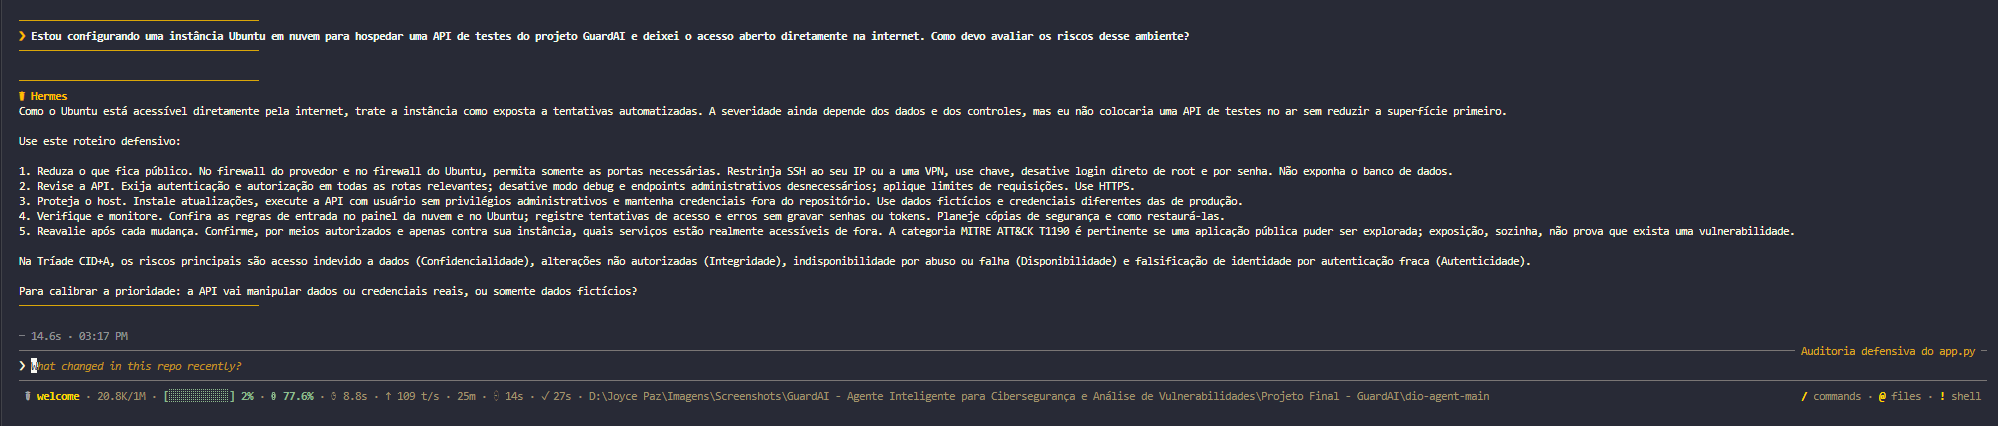 ❯ Estou configurando uma instância Ubuntu em nuvem para hospedar uma API de testes do projeto GuardAI e deixei o acesso aberto diretamente na internet. Como devo avaliar os riscos desse ambiente?
Hermes
Como o Ubuntu está acessível diretamente pela internet, trate a instância como exposta a tentativas automatizadas. A severidade ainda depende dos dados e dos controles, mas eu não colocaria uma API de testes no ar sem reduzir a superfície primeiro.
Use este roteiro defensivo:
1. Reduza o que fica público. No firewall do provedor e no firewall do Ubuntu, permita somente as portas necessárias. Restrinja SSH ao seu IP ou a uma VPN, use chave, desative login direto de root e por senha. Não exponha o banco de dados.
2. Revise a API. Exija autenticação e autorização em todas as rotas relevantes; desative modo debug e endpoints administrativos desnecessários; aplique limites de requisições. Use HTTPS.
3. Proteja o host. Instale atualizações, execute a API com usuário sem privilégios administrativos e mantenha credenciais fora do repositório. Use dados fictícios e credenciais diferentes das de produção.
4. Verifique e monitore. Confira as regras de entrada no painel da nuvem e no Ubuntu; registre tentativas de acesso e erros sem gravar senhas ou tokens. Planeje cópias de segurança e como restaurá-las.
5. Reavalie após cada mudança. Confirme, por meios autorizados e apenas contra sua instância, quais serviços estão realmente acessíveis de fora. A categoria MITRE ATT&CK T1190 é pertinente se uma aplicação pública puder ser explorada; exposição, sozinha, não prova que exista uma vulnerabilidade.
Na Tríade CID+A, os riscos principais são acesso indevido a dados (Confidencialidade), alterações não autorizadas (Integridade), indisponibilidade por abuso ou falha (Disponibilidade) e falsificação de identidade por autenticação fraca (Autenticidade).
Para calibrar a prioridade: a API vai manipular dados ou credenciais reais, ou somente dados fictícios?
─ 14.6s · 03:17 PM
Auditoria defensiva do app.py
❯ What changed in this repo recently?
welcome · 20.8K/1M · [░░░░░░░░░░] 2% · 77.6% · 8.8s · ↑ 109 t/s · 25m · 14s · ✓ 27s · D:\Joyce Paz\Imagens\Screenshots\GuardAI - Agente Inteligente para Cibersegurança e Análise de Vulnerabilidades\Projeto Final - GuardAI\dio-agent-main / commands · @ files · ! shell